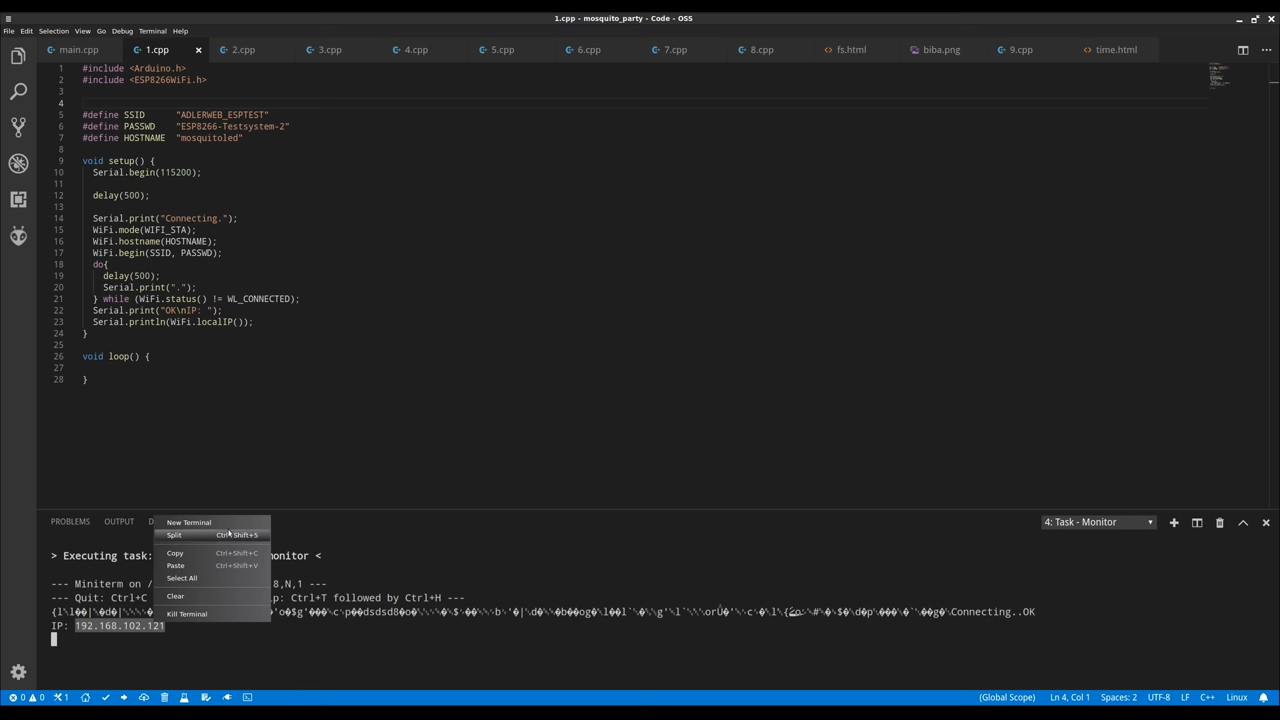 1.cpp - mosquito_party - Code - OSS
File Edit Selection View Go Debug Terminal Help
main.cpp 1.cpp 2.cpp 3.cpp 4.cpp 5.cpp 6.cpp 7.cpp 8.cpp fs.html biba.png 9.cpp time.html
1 #include <Arduino.h>
2 #include <ESP8266WiFi.h>
3
4
5 #define SSID "ADLERWEB_ESPTEST"
6 #define PASSWD "ESP8266-Testsystem-2"
7 #define HOSTNAME "mosquitoled"
8
9 void setup() {
10 Serial.begin(115200);
11
12 delay(500);
13
14 Serial.print("Connecting.");
15 WiFi.mode(WIFI_STA);
16 WiFi.hostname(HOSTNAME);
17 WiFi.begin(SSID, PASSWD);
18 do{
19 delay(500);
20 Serial.print(".");
21 } while (WiFi.status() != WL_CONNECTED);
22 Serial.print("OK\nIP: ");
23 Serial.println(WiFi.localIP());
24 }
25
26 void loop() {
27
28 }
PROBLEMS OUTPUT D 4: Task - Monitor
New Terminal
Split Ctrl+Shift+5
Copy Ctrl+Shift+C
Paste Ctrl+Shift+V
Select All
Clear
Kill Terminal
> Executing task: monitor <
--- Miniterm on / 8,N,1 ---
--- Quit: Ctrl+C p: Ctrl+T followed by Ctrl+H ---
Connecting..OK
IP: 192.168.102.121
0 0 1 (Global Scope) Ln 4, Col 1 Spaces: 2 UTF-8 LF C++ Linux